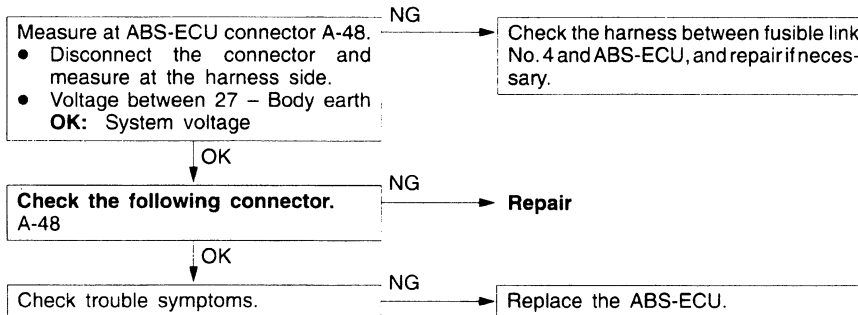 Measure at ABS-ECU connector A-48.
● Disconnect the connector and
measure at the harness side.
● Voltage between 27 – Body earth
OK: System voltage
NG
Check the harness between fusible link
No. 4 and ABS-ECU, and repair if neces-
sary.
OK
Check the following connector.
A-48
NG
Repair
OK
Check trouble symptoms.
NG
Replace the ABS-ECU.